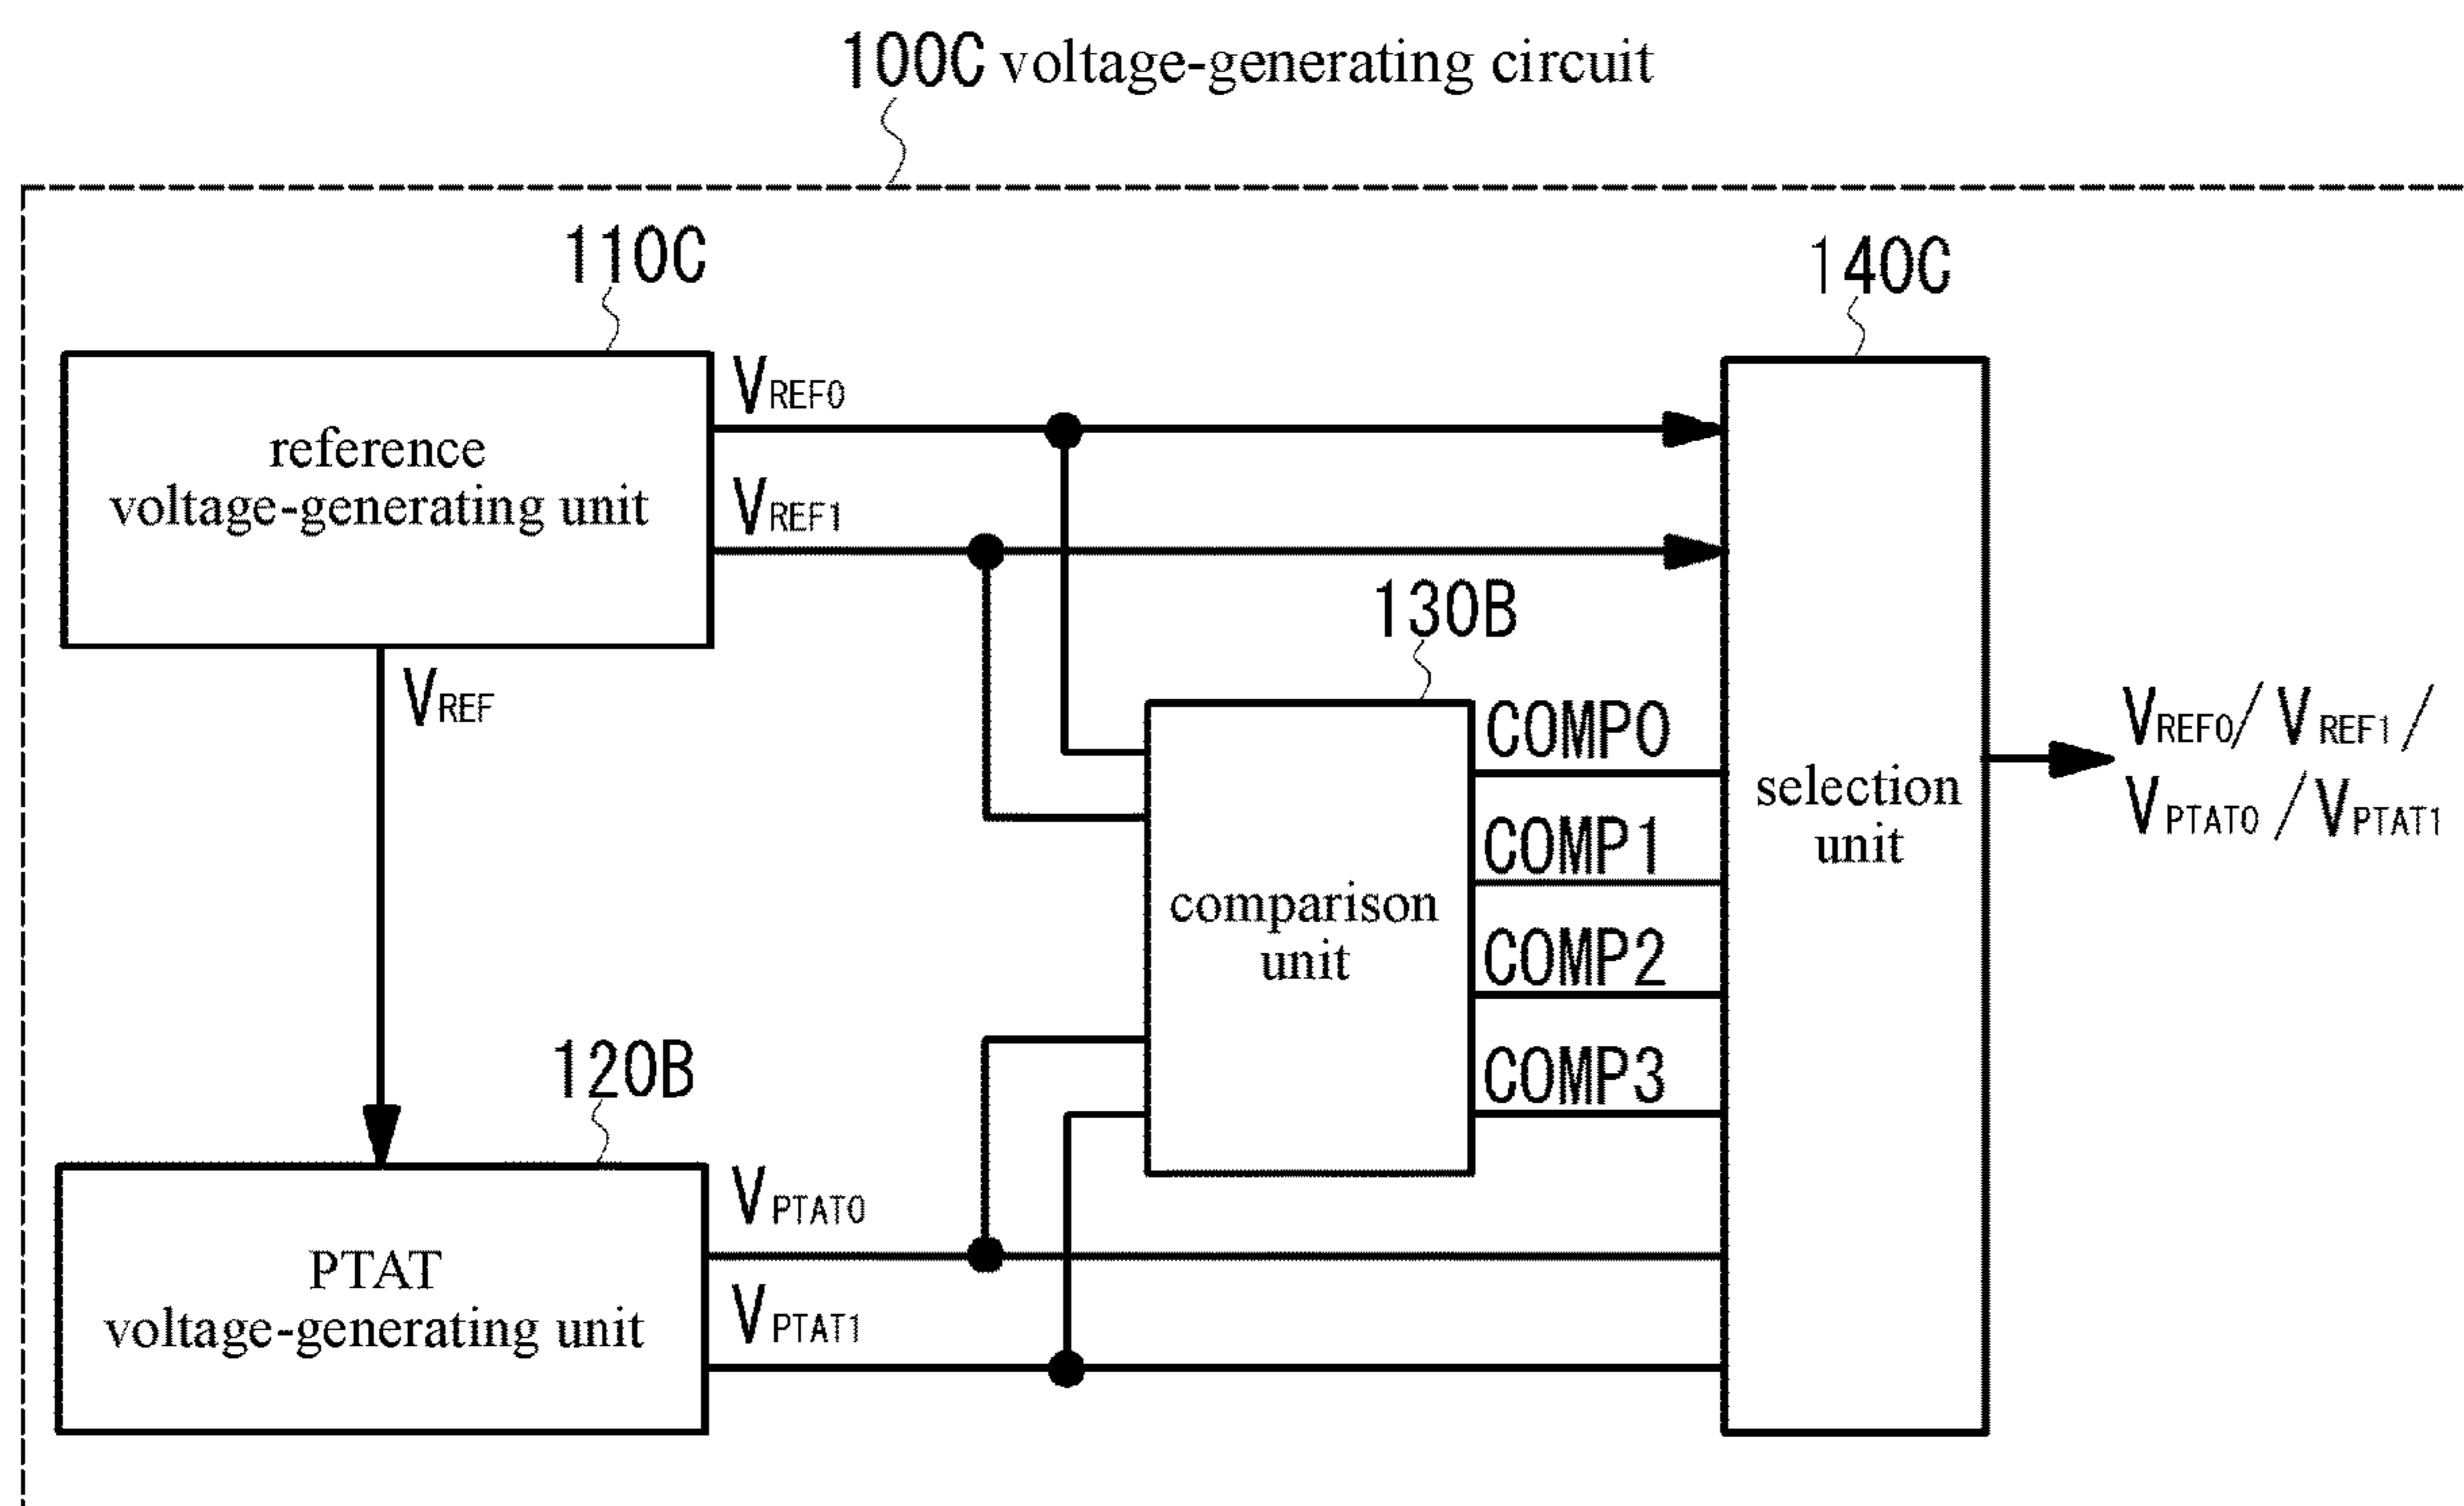 100C voltage-generating circuit
110C
140C
reference
voltage-generating unit
VREF0
VREF1
130B
VREF
COMP0
COMP1
COMP2
COMP3
comparison
unit
selection
unit
VREF0/ VREF1/
VPTAT0/VPTAT1
120B
PTAT
voltage-generating unit
VPTAT0
VPTAT1